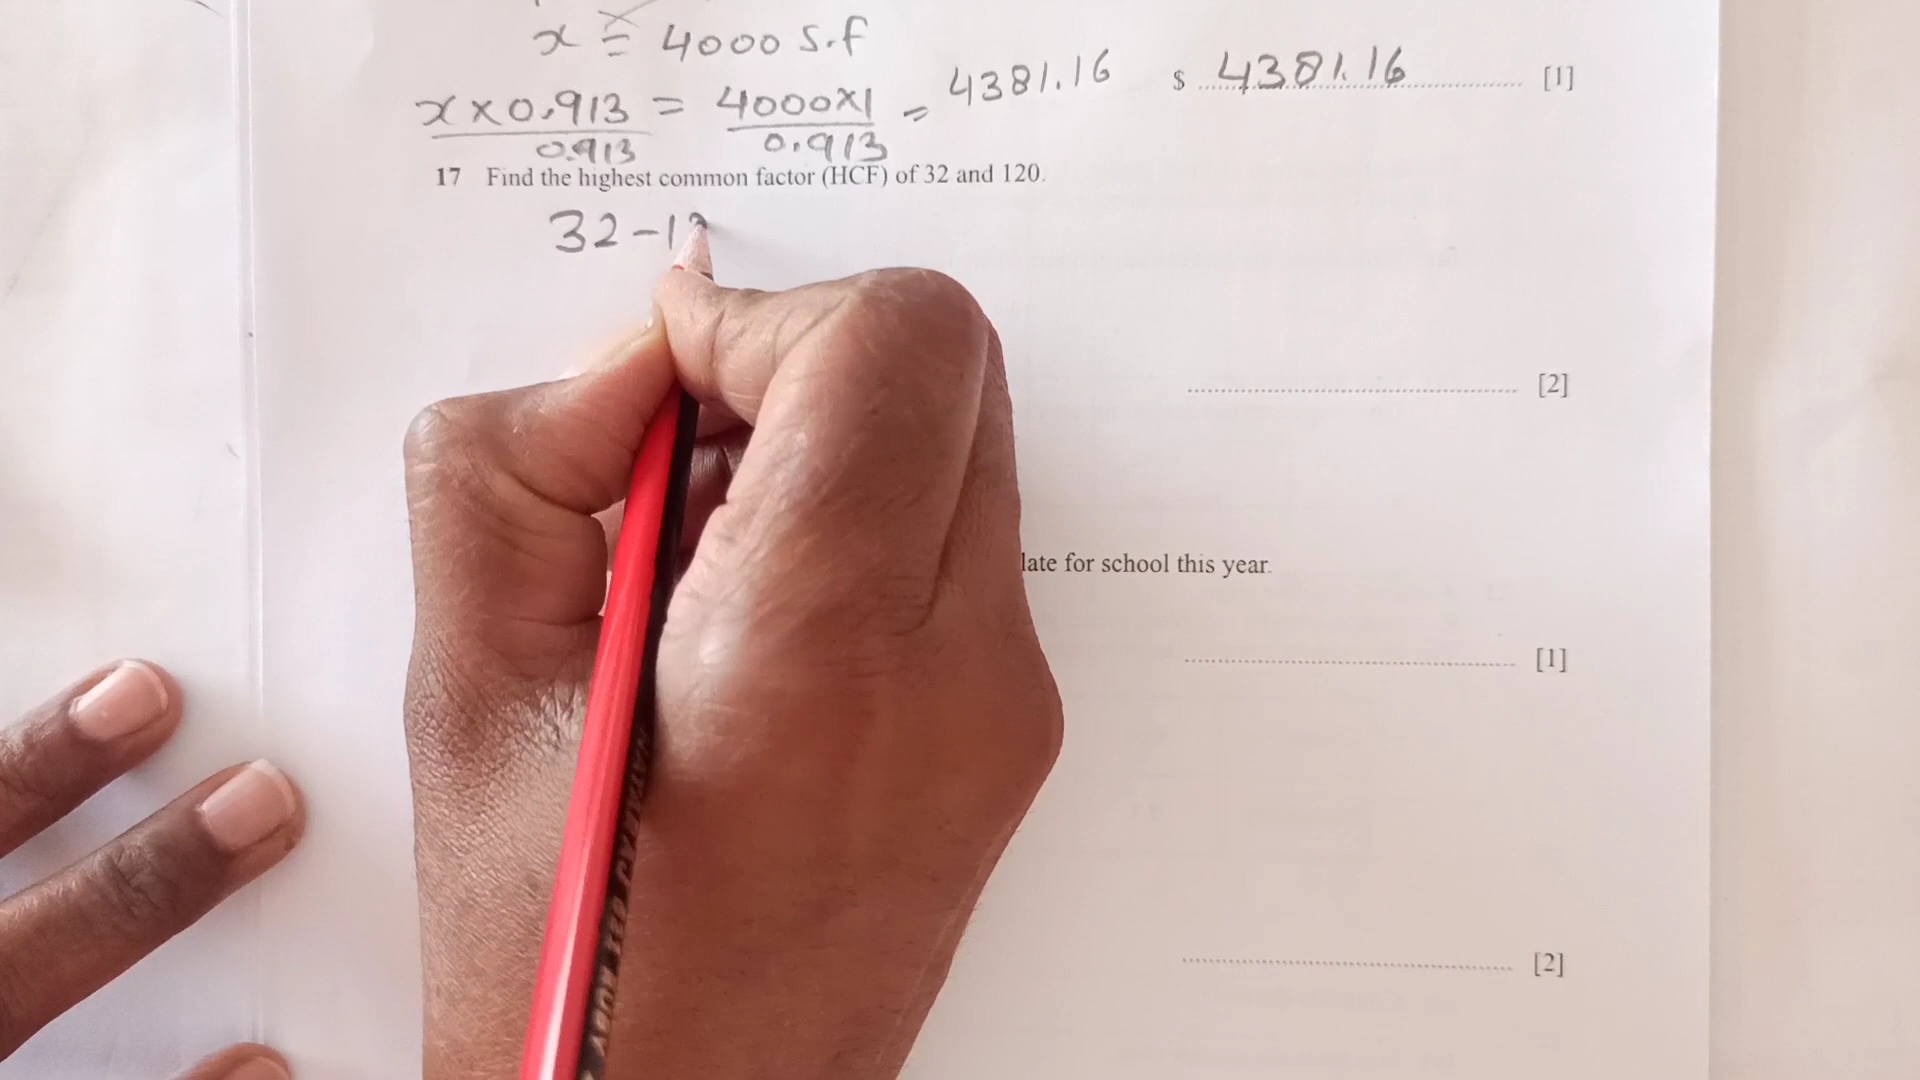 x = 4000 S.f
4381.16 $ 4381.16 [1]
x × 0.913 = 4000×1 =
0.913 0.913
17 Find the highest common factor (HCF) of 32 and 120.
32 - 12
[2]
late for school this year.
[1]
[2]